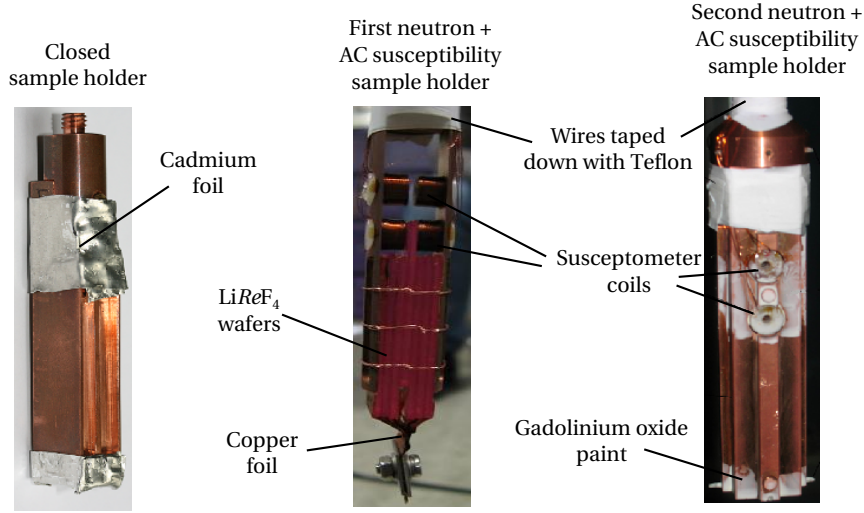 Closed
sample holder
First neutron +
AC susceptibility
sample holder
Second neutron +
AC susceptibility
sample holder
Cadmium
foil
Wires taped
down with Teflon
LiReF₄
wafers
Susceptometer
coils
Copper
foil
Gadolinium oxide
paint